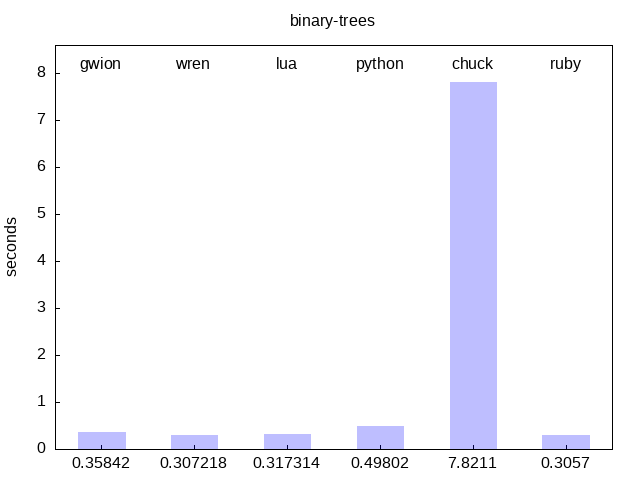 binary-trees
gwion wren lua python chuck ruby
8
7
6
5
4
3
2
1
0
seconds
0.35842 0.307218 0.317314 0.49802 7.8211 0.3057